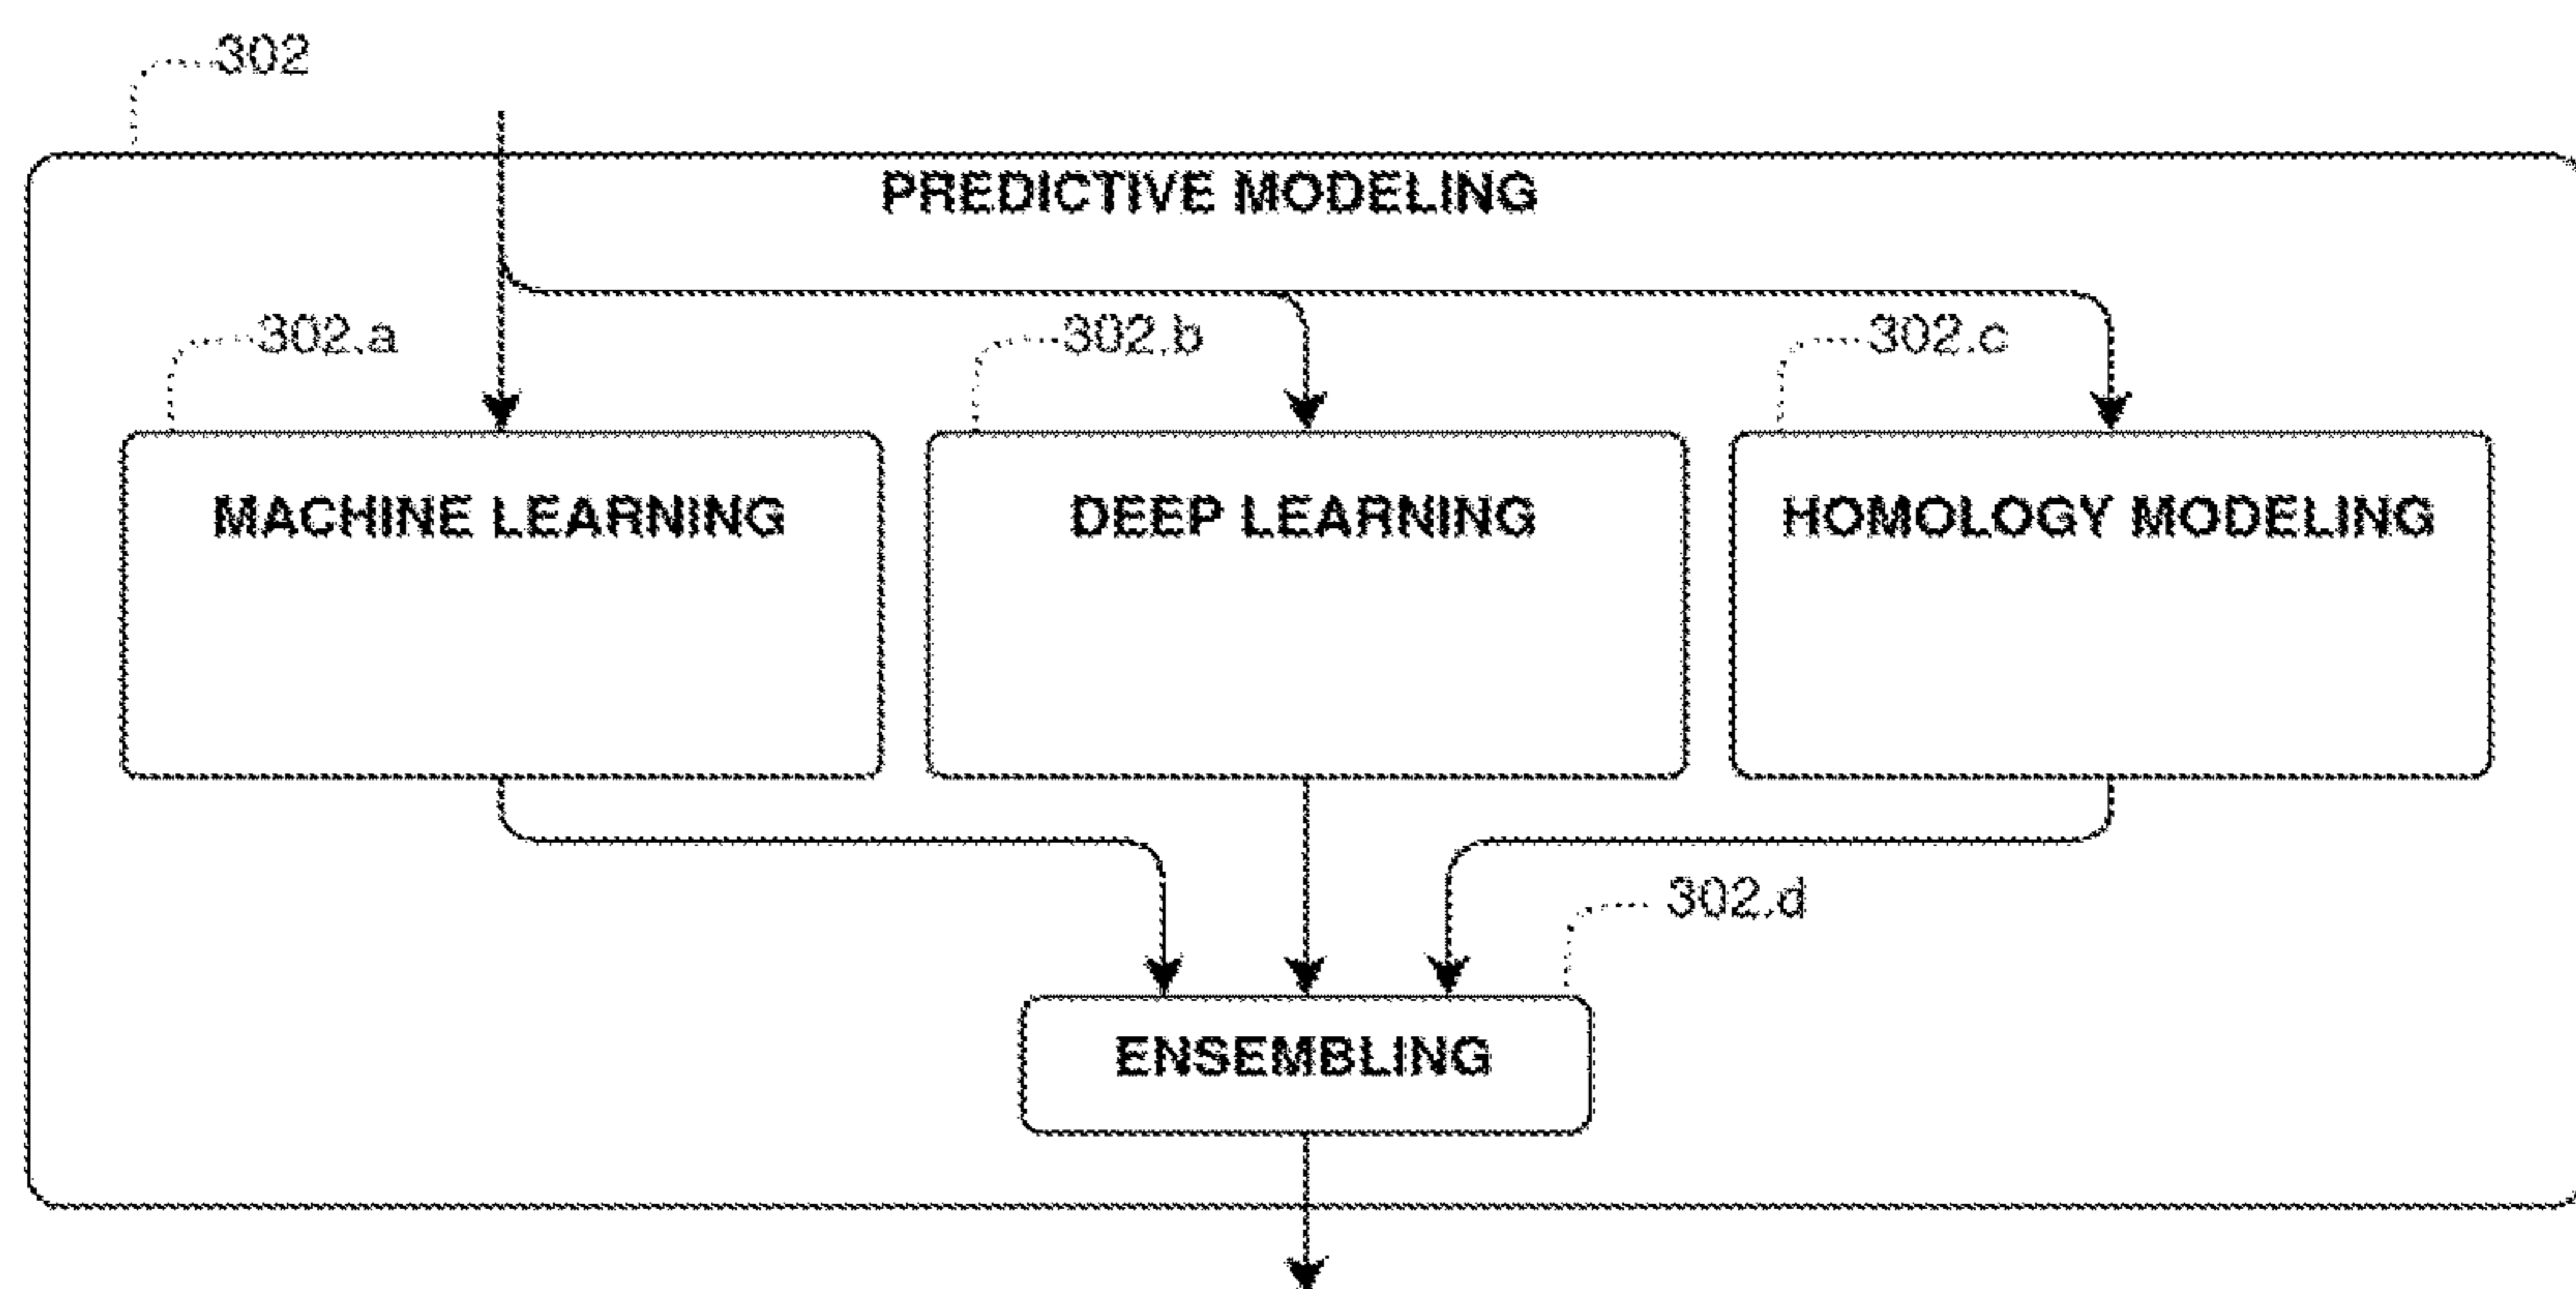 302
PREDICTIVE MODELING
302.a
302.b
302.c
MACHINE LEARNING
DEEP LEARNING
HOMOLOGY MODELING
302.d
ENSEMBLING